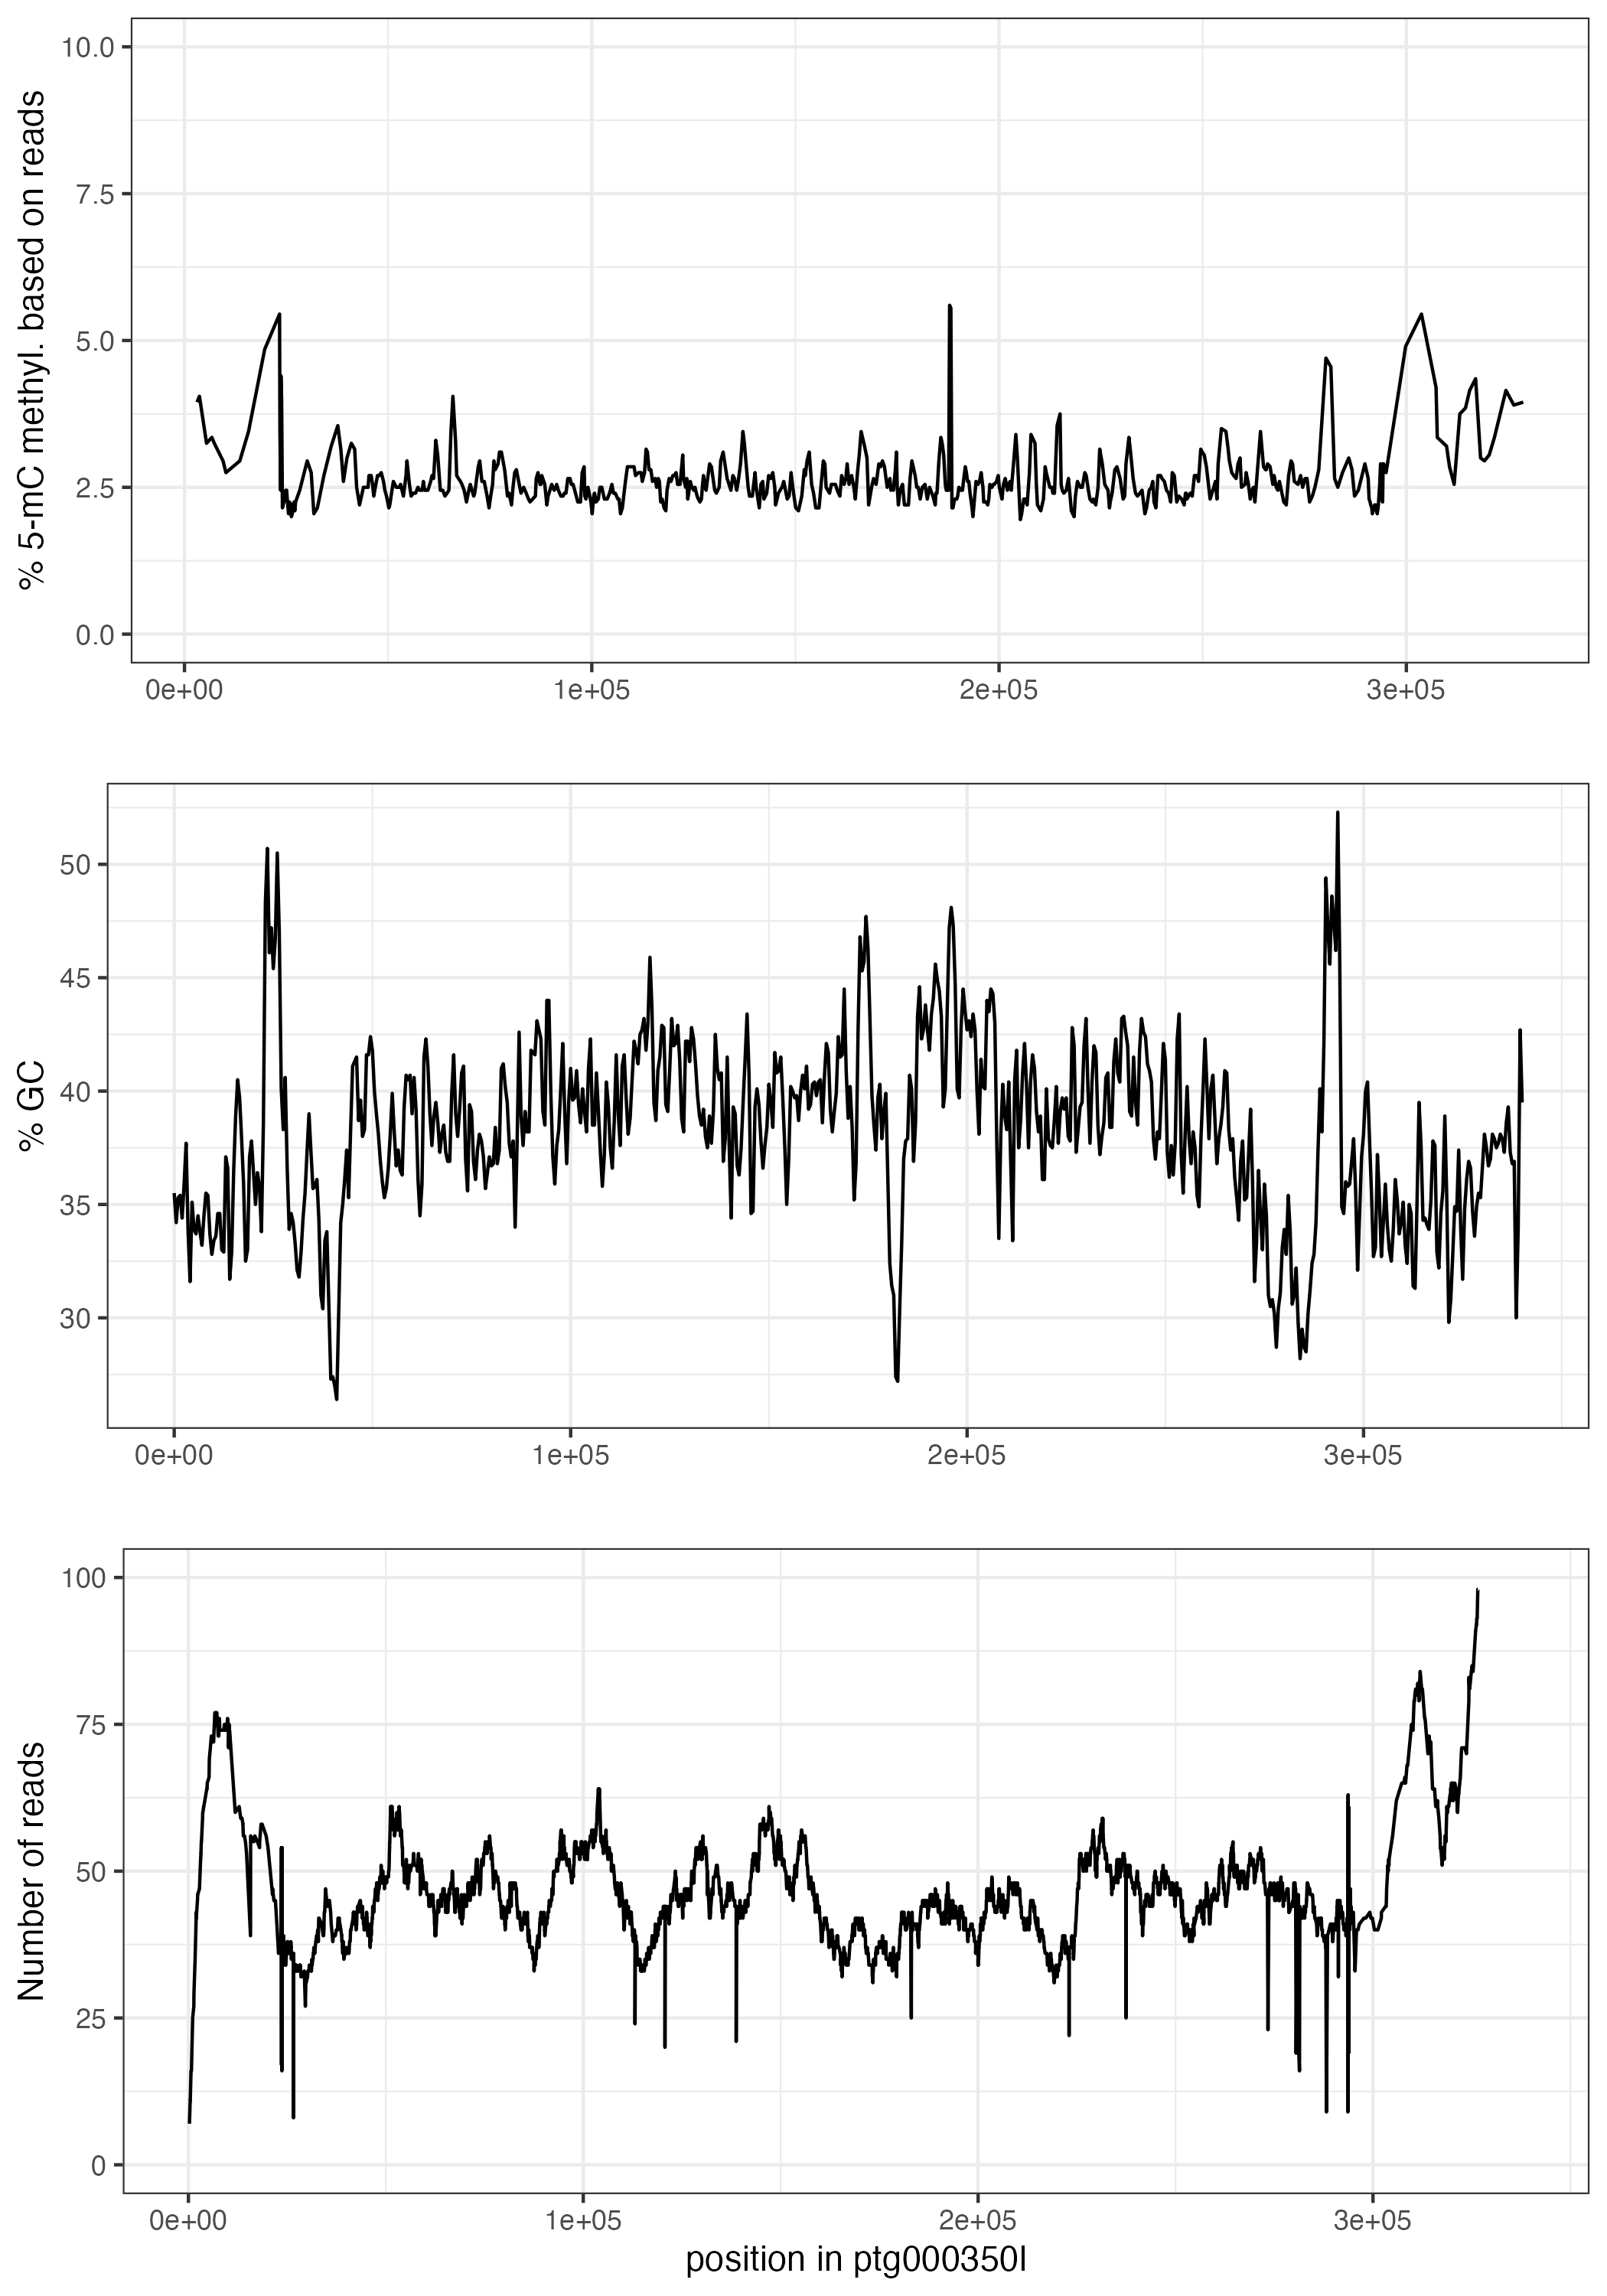 % 5-mC methyl. based on reads
10.0
7.5
5.0
2.5
0.0
0e+00 1e+05 2e+05 3e+05
% GC
50
45
40
35
30
0e+00 1e+05 2e+05 3e+05
Number of reads
100
75
50
25
0
0e+00 1e+05 2e+05 3e+05
position in ptg000350l